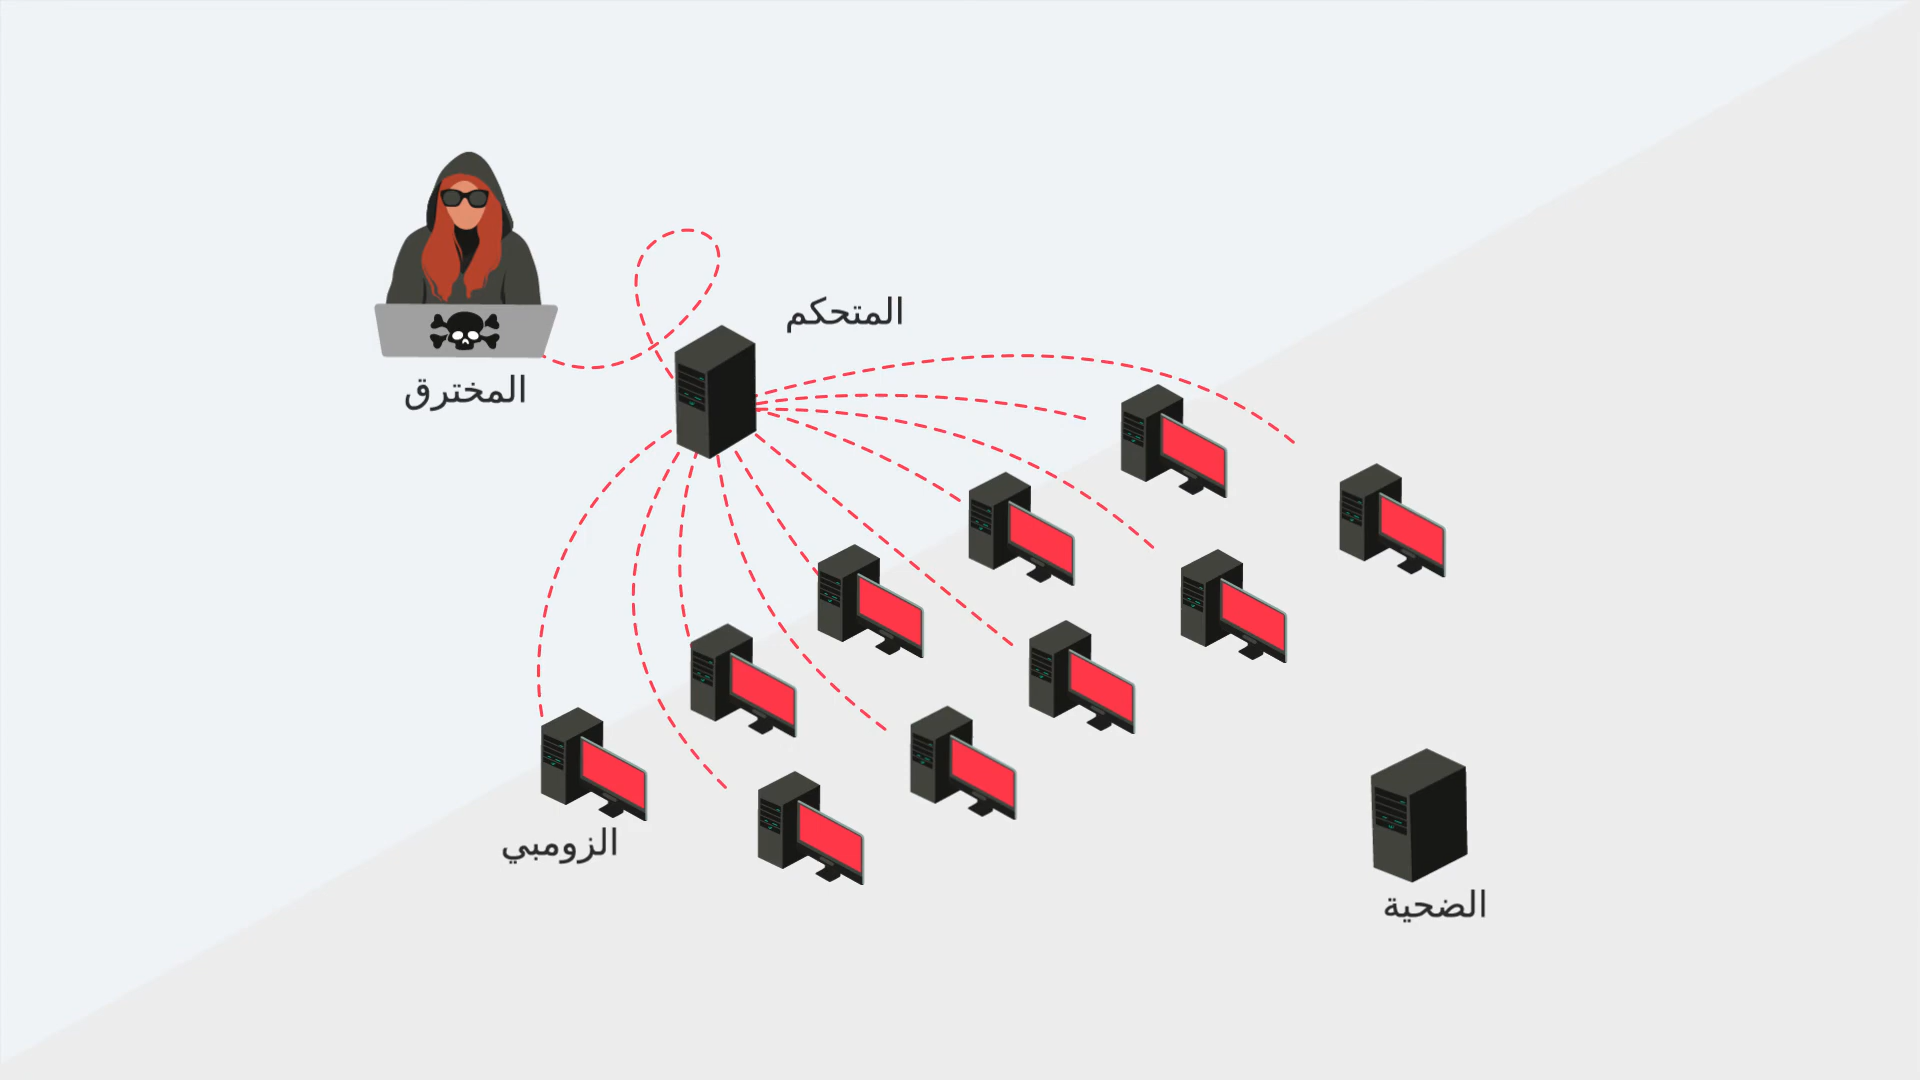 المتحكم
المخترق
الزومبي
الضحية